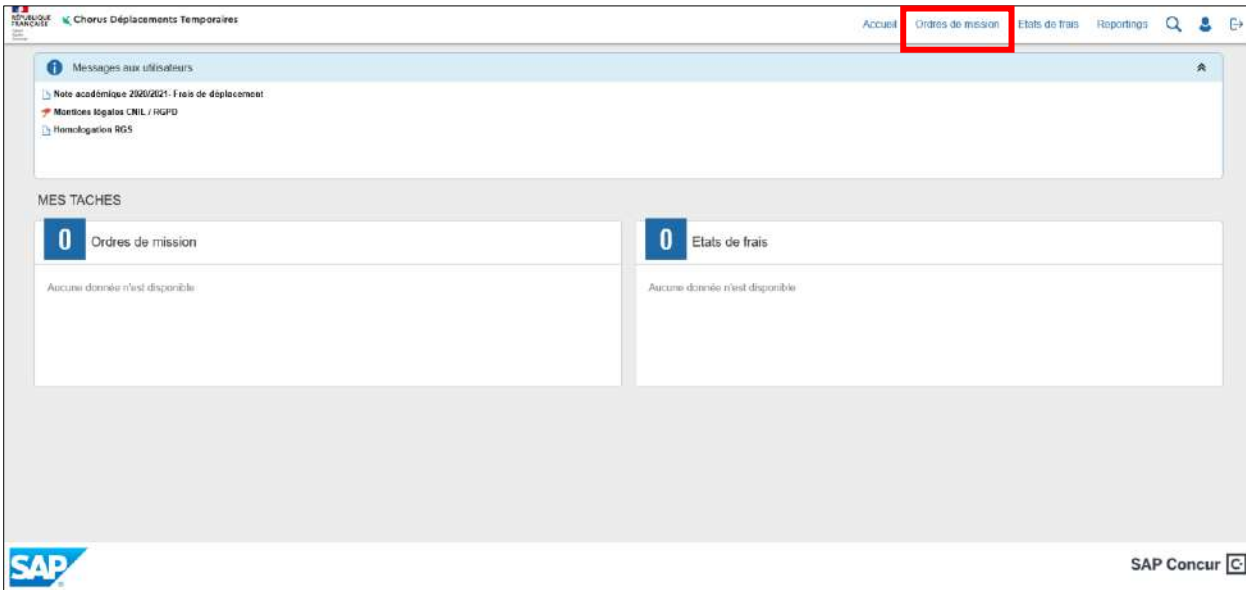 RÉPUBLIQUE
FRANÇAISE
Chorus Déplacements Temporaires
Accueil Ordres de mission Etats de frais Reportings
Messages aux utilisateurs
Note académique 2020/2021- Frais de déplacement
Mentions légales CNIL / RGPD
Homologation RGS
MES TACHES
0 Ordres de mission
0 Etats de frais
Aucune donnée n'est disponible
Aucune donnée n'est disponible
SAP
SAP Concur C